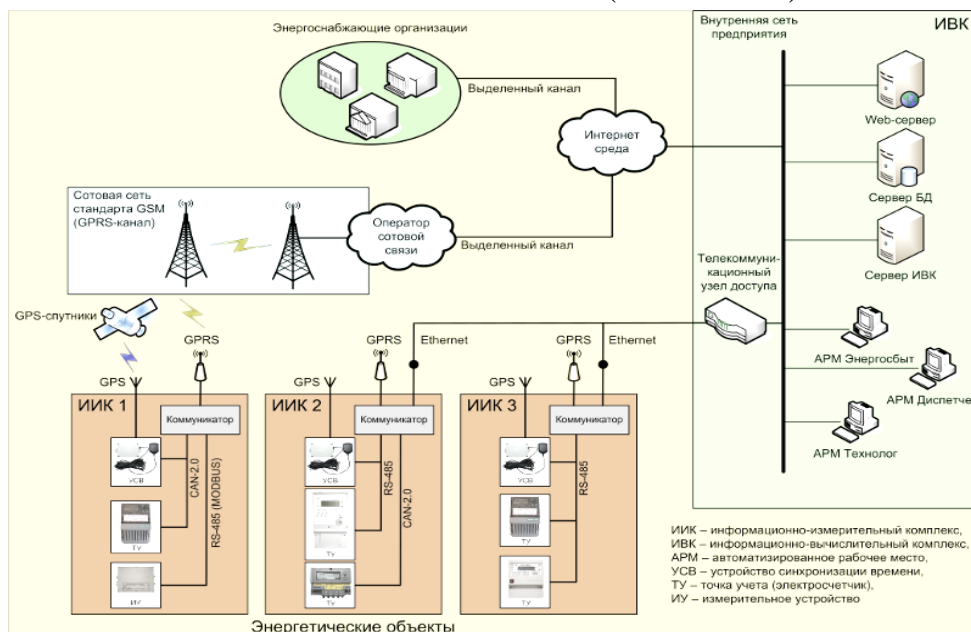 Энергоснабжающие организации
Внутренняя сеть
предприятия
ИВК
Выделенный канал
Web-сервер
Интернет
среда
Сервер БД
Сотовая сеть
стандарта GSM
(GPRS-канал)
Оператор
сотовой
связи
Выделенный канал
Сервер ИВК
Телекоммуни-
кационный
узел доступа
GPS-спутники
GPRS
GPRS
Ethernet
GPRS
Ethernet
АРМ Энергосбыт
АРМ Диспетче
АРМ Технолог
GPS
GPS
GPS
ИИК 1
Коммуникатор
УСВ
CAN-2.0
RS-485 (MODBUS)
ТУ
ИУ
ИИК 2
Коммуникатор
УСВ
RS-485
CAN-2.0
ТУ
ТУ
ИИК 3
Коммуникатор
УСВ
RS-485
ТУ
ТУ
Энергетические объекты
ИИК – информационно-измерительный комплекс,
ИВК – информационно-вычислительный комплекс,
АРМ – автоматизированное рабочее место,
УСВ – устройство синхронизации времени,
ТУ – точка учета (электросчетчик),
ИУ – измерительное устройство